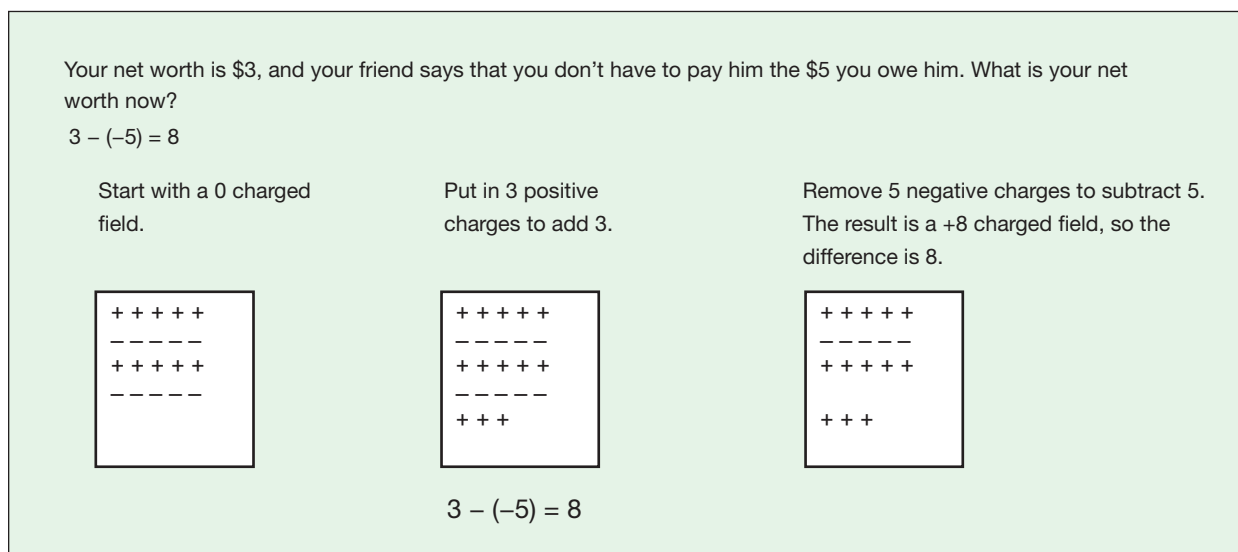 Your net worth is $3, and your friend says that you don’t have to pay him the $5 you owe him. What is your net
worth now?
3 – (–5) = 8
Start with a 0 charged
field.
+ + + + +
– – – – –
+ + + + +
– – – – –
Put in 3 positive
charges to add 3.
+ + + + +
– – – – –
+ + + + +
– – – – –
+ + +
Remove 5 negative charges to subtract 5.
The result is a +8 charged field, so the
difference is 8.
+ + + + +
– – – – –
+ + + + +
+ + +
3 – (–5) = 8